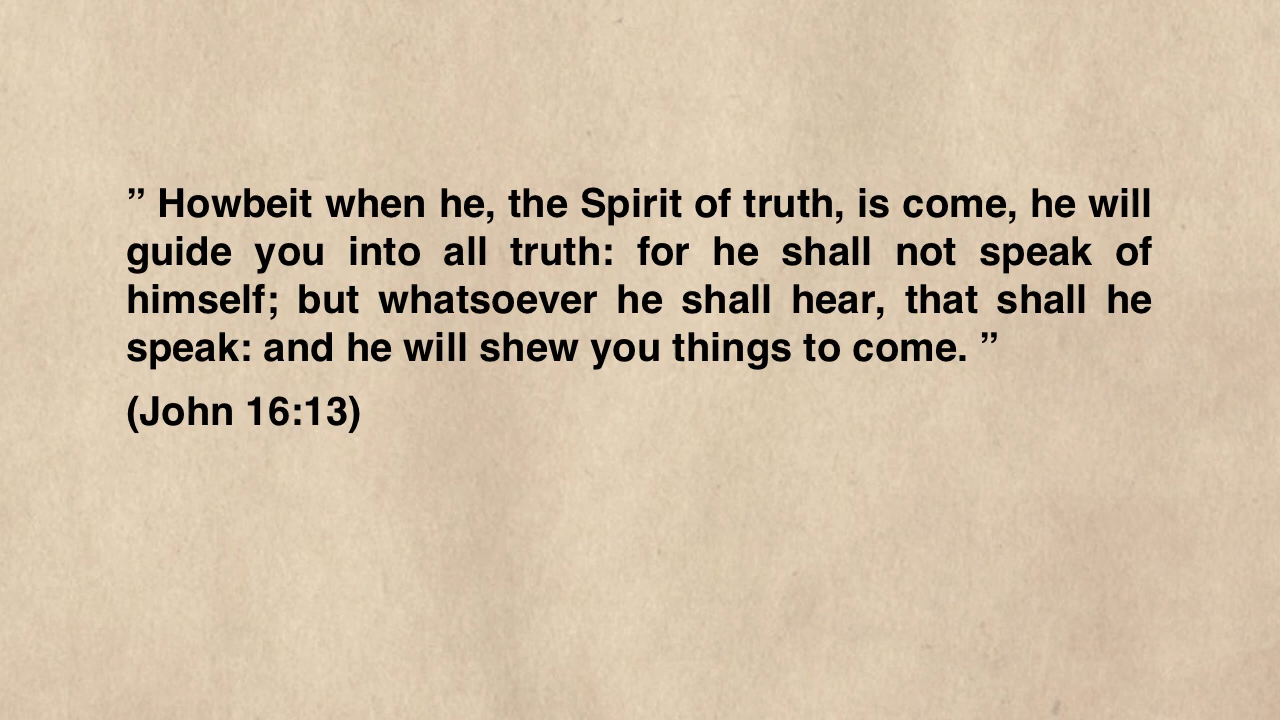 ” Howbeit when he, the Spirit of truth, is come, he will
guide you into all truth: for he shall not speak of
himself; but whatsoever he shall hear, that shall he
speak: and he will shew you things to come. ”
(John 16:13)